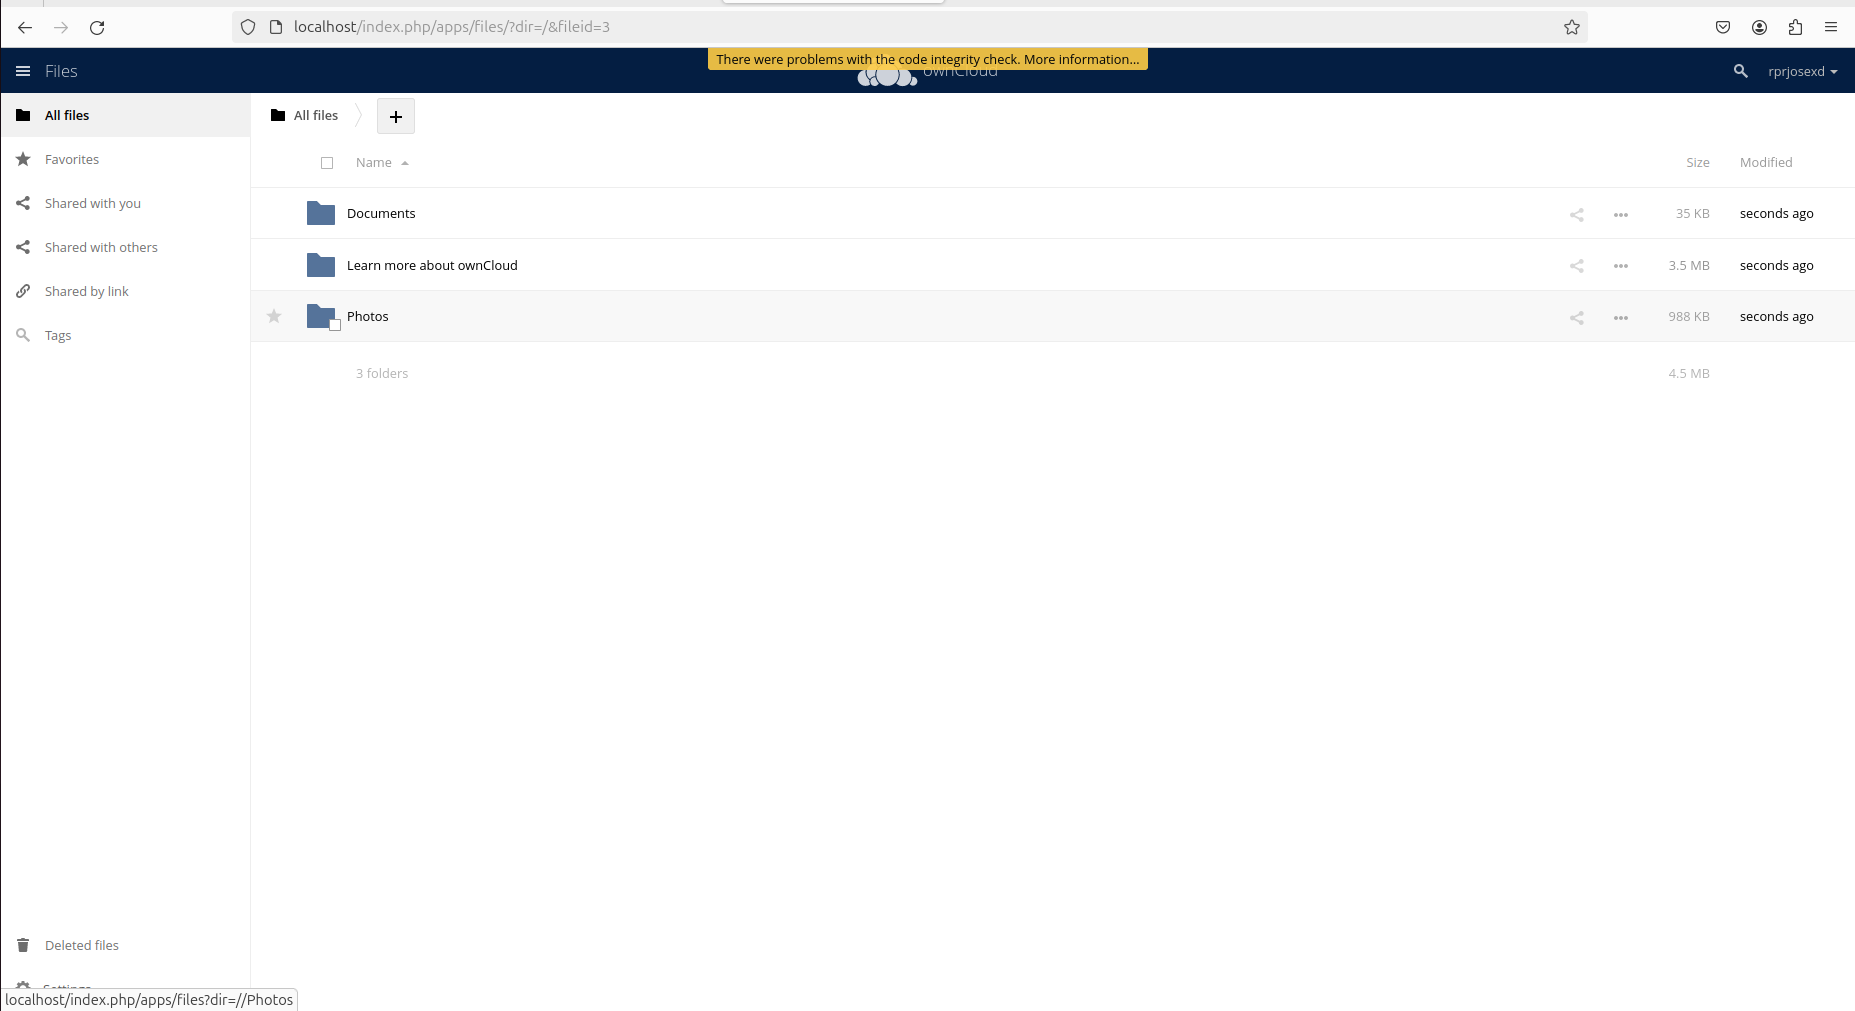 localhost/index.php/apps/files/?dir=/&fileid=3
There were problems with the code integrity check. More information...
Files
ownCloud
rprjosexd
All files
Favorites
Shared with you
Shared with others
Shared by link
Tags
All files
+
Name
Size
Modified
Documents
35 KB
seconds ago
Learn more about ownCloud
3.5 MB
seconds ago
Photos
988 KB
seconds ago
3 folders
4.5 MB
Deleted files
Settings
localhost/index.php/apps/files?dir=//Photos